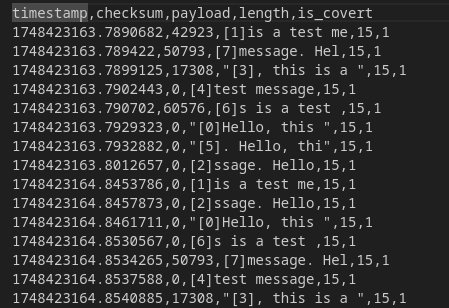 timestamp,checksum,payload,length,is_covert
1748423163.7890682,42923,[1]is a test me,15,1
1748423163.789422,50793,[7]message. Hel,15,1
1748423163.7899125,17308,"[3], this is a ",15,1
1748423163.7902443,0,[4]test message,15,1
1748423163.790702,60576,[6]s is a test ,15,1
1748423163.7929323,0,"[0]Hello, this ",15,1
1748423163.7932882,0,"[5]. Hello, thi",15,1
1748423163.8012657,0,[2]ssage. Hello,15,1
1748423164.8453786,0,[1]is a test me,15,1
1748423164.8457873,0,[2]ssage. Hello,15,1
1748423164.8461711,0,"[0]Hello, this ",15,1
1748423164.8530567,0,[6]s is a test ,15,1
1748423164.8534265,50793,[7]message. Hel,15,1
1748423164.8537588,0,[4]test message,15,1
1748423164.8540885,17308,"[3], this is a ",15,1